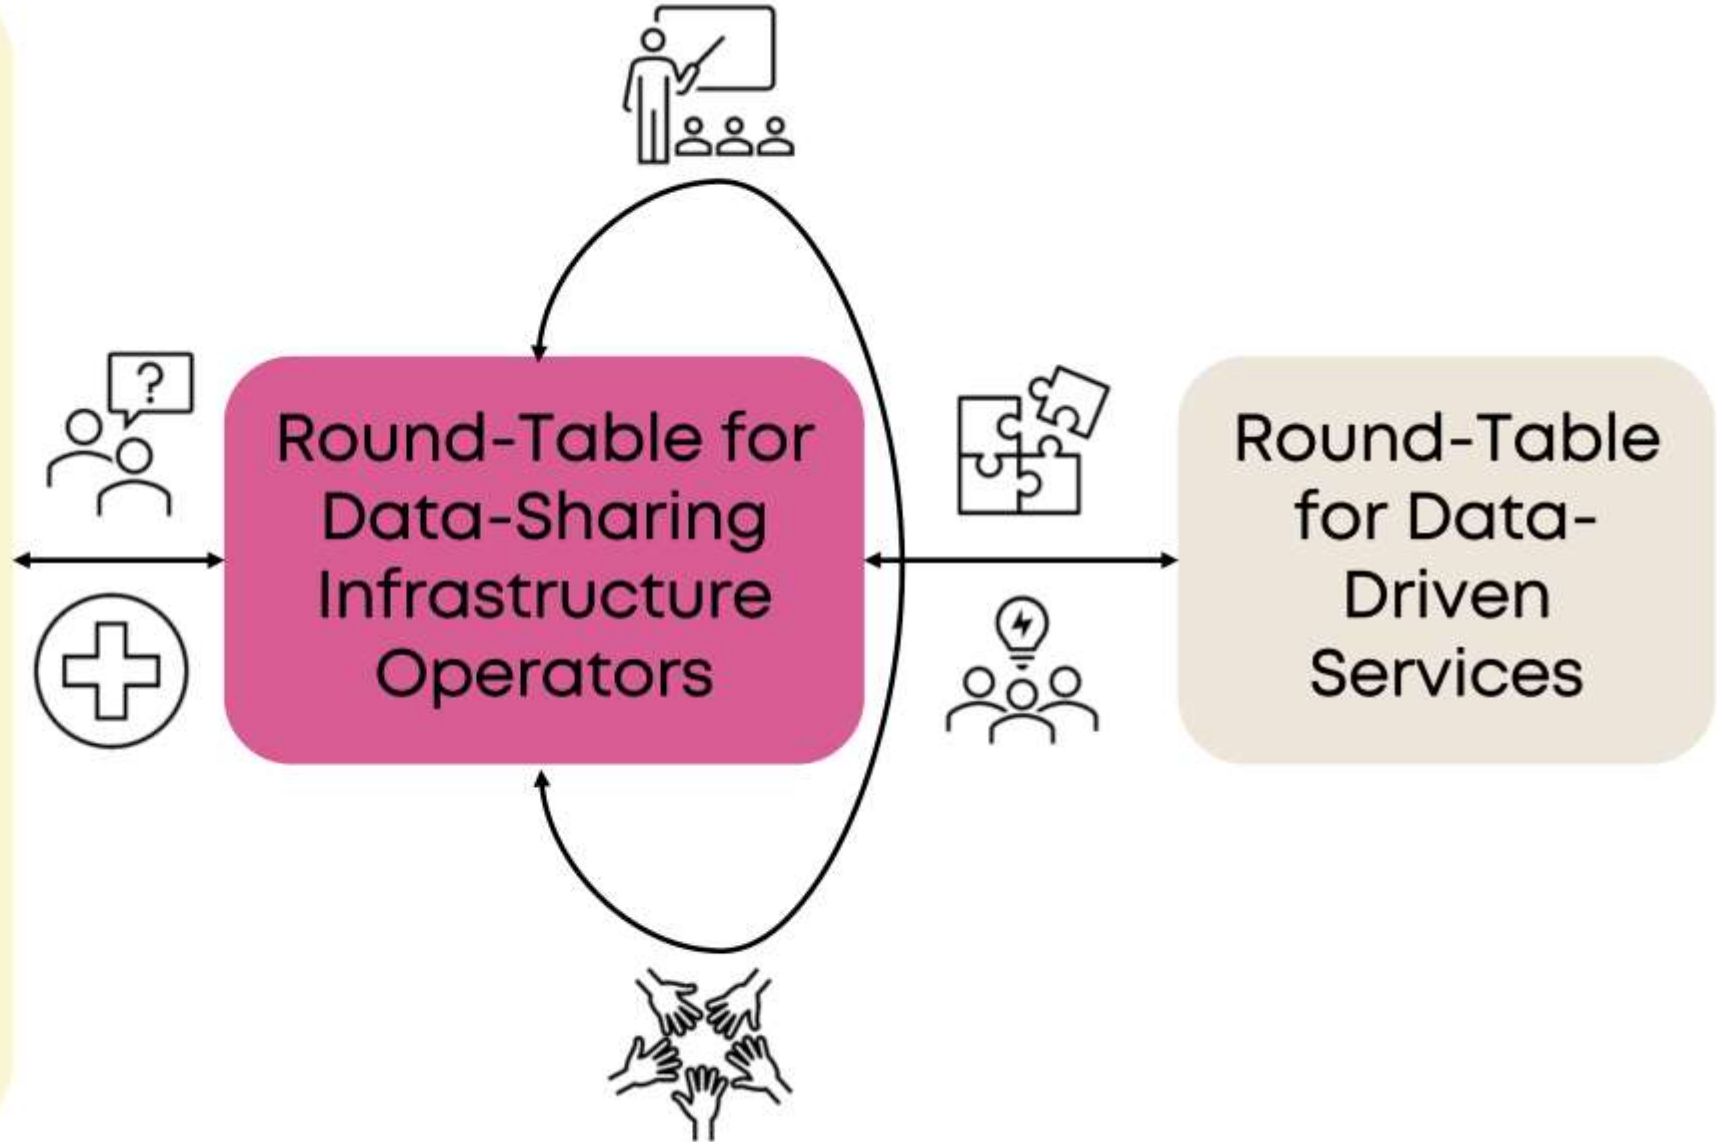 ?
Round-Table for
Data-Sharing
Infrastructure
Operators
Round-Table
for Data-
Driven
Services